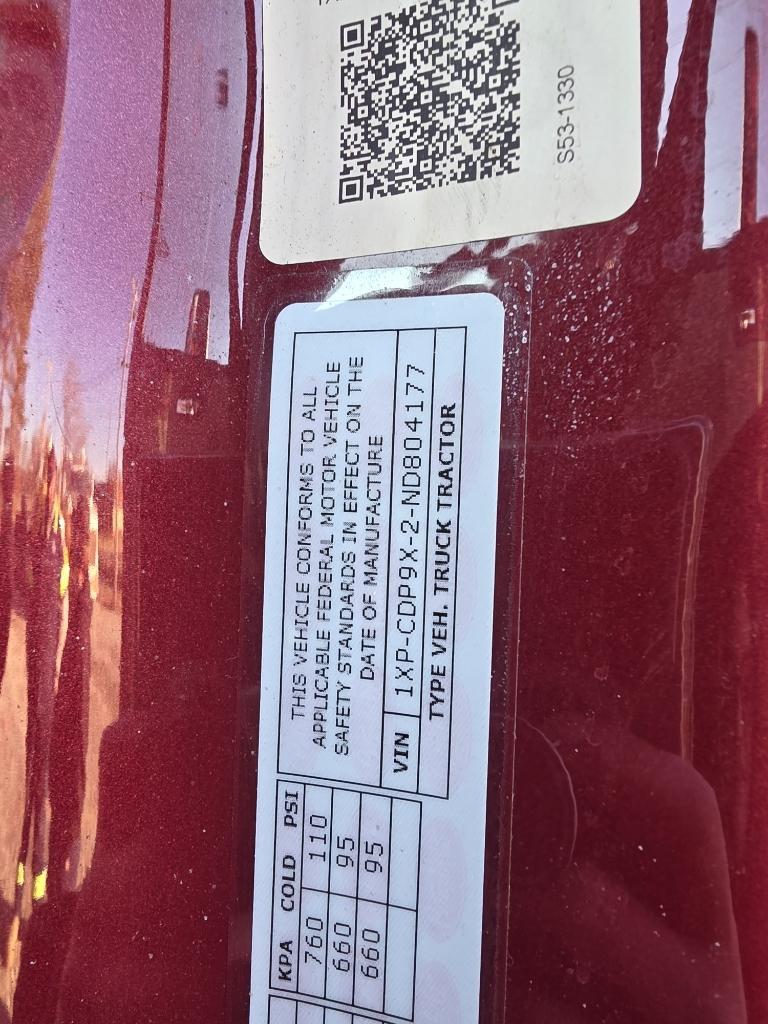 S53-1330
THIS VEHICLE CONFORMS TO ALL
APPLICABLE FEDERAL MOTOR VEHICLE
SAFETY STANDARDS IN EFFECT ON THE
DATE OF MANUFACTURE
VIN 1XP-CDP9X-2-ND804177
TYPE VEH. TRUCK TRACTOR
KPA COLD PSI
760 110
660 95
660 95